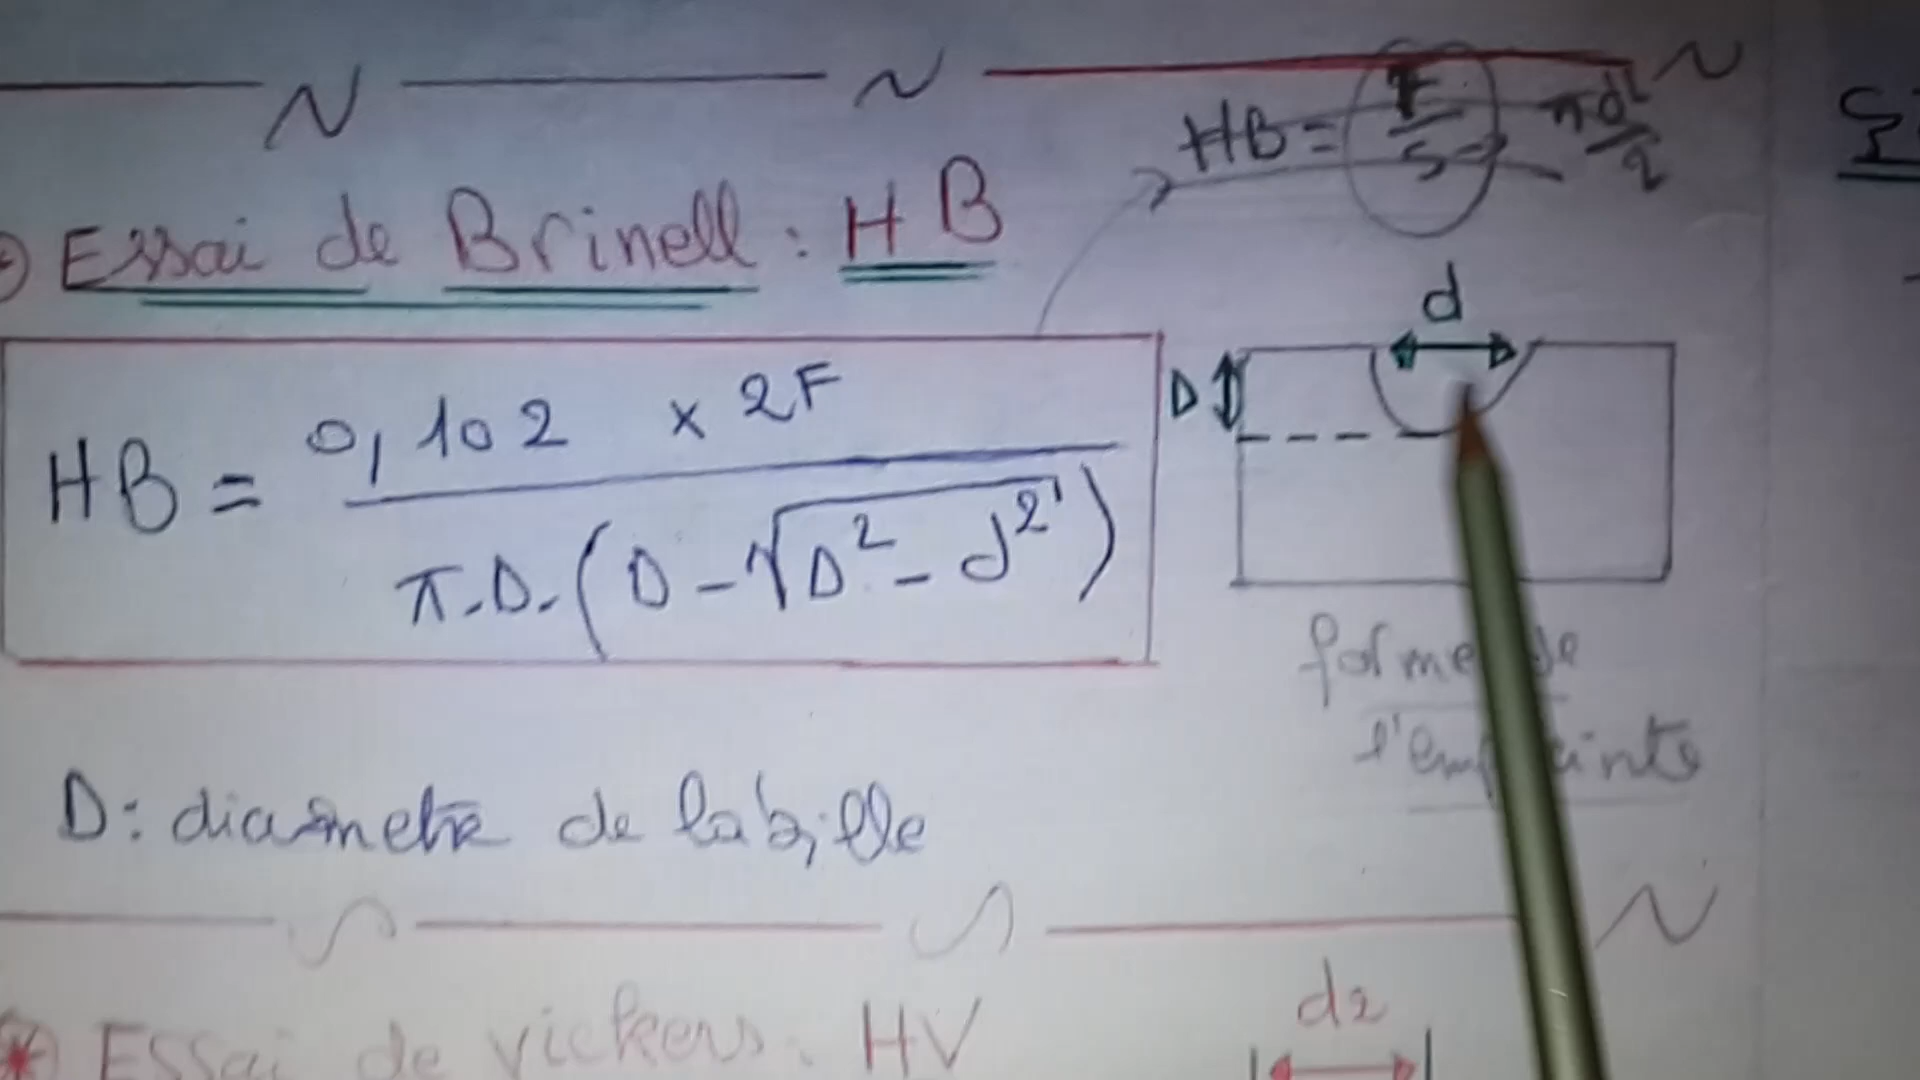 HB = F/S → πd²/2
Essai de Brinell : HB
d
D
HB = 0,102 x 2F / π.D.(D - √D² - d²)
forme de
l'empreinte
D: diamètre de la bille
Essai de vickers : HV
d2